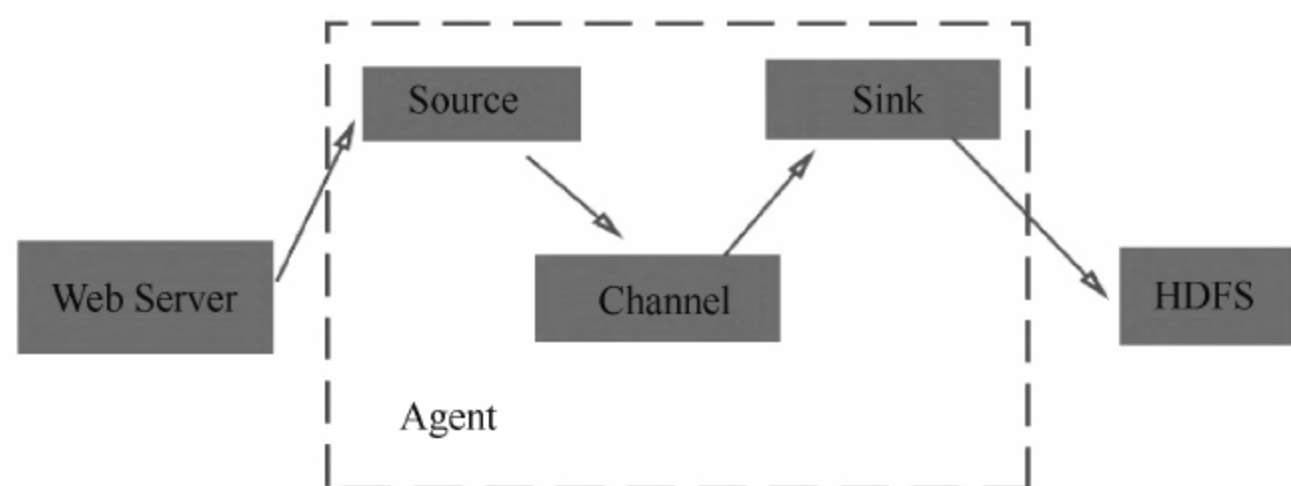 Source
Sink
Web Server
Channel
HDFS
Agent